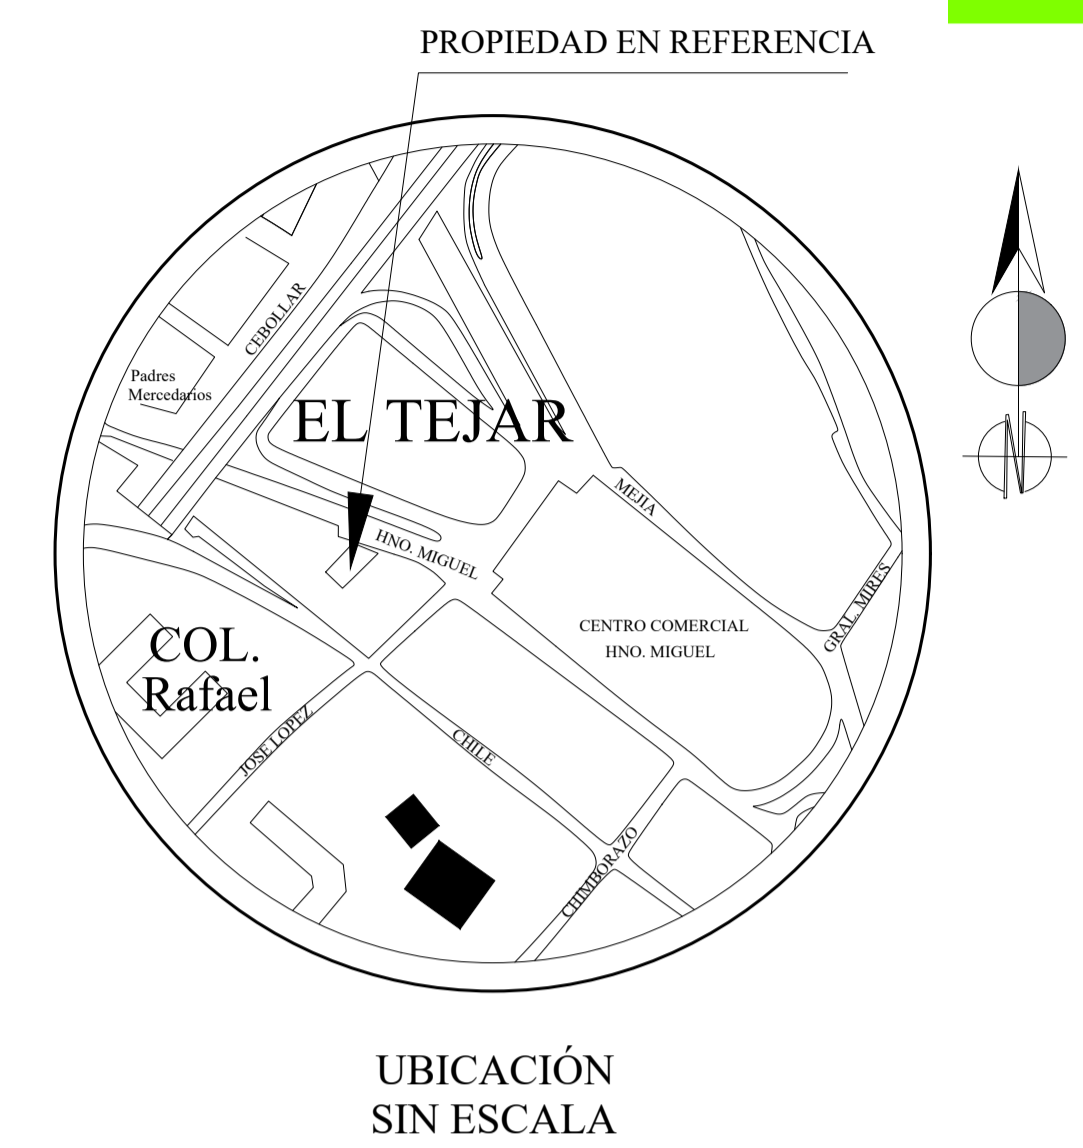 PROPIEDAD EN REFERENCIA
CEBOLLAR
Padres
Mercedarios
EL TEJAR
N
MEJIA
HNO. MIGUEL
GRAL. MIRES
CENTRO COMERCIAL
HNO. MIGUEL
COL.
Rafael
JOSE LOPEZ
CHILE
CHIMBORAZO
UBICACIÓN
SIN ESCALA